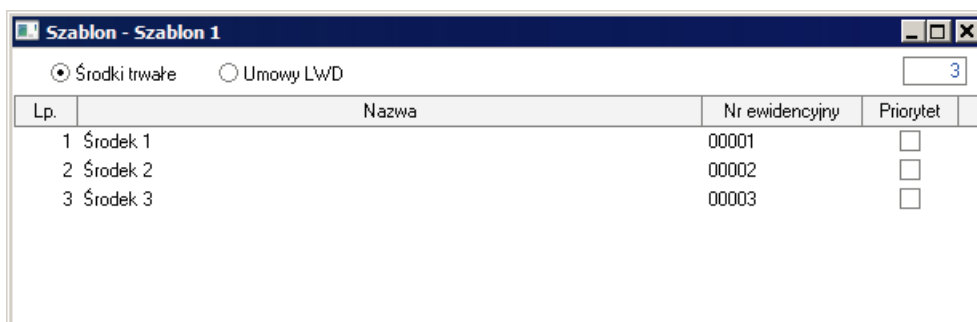 Szablon - Szablon 1
Środki trwałe Umowy LWD 3
Lp. Nazwa Nr ewidencyjny Priorytet
1 Środek 1 00001
2 Środek 2 00002
3 Środek 3 00003